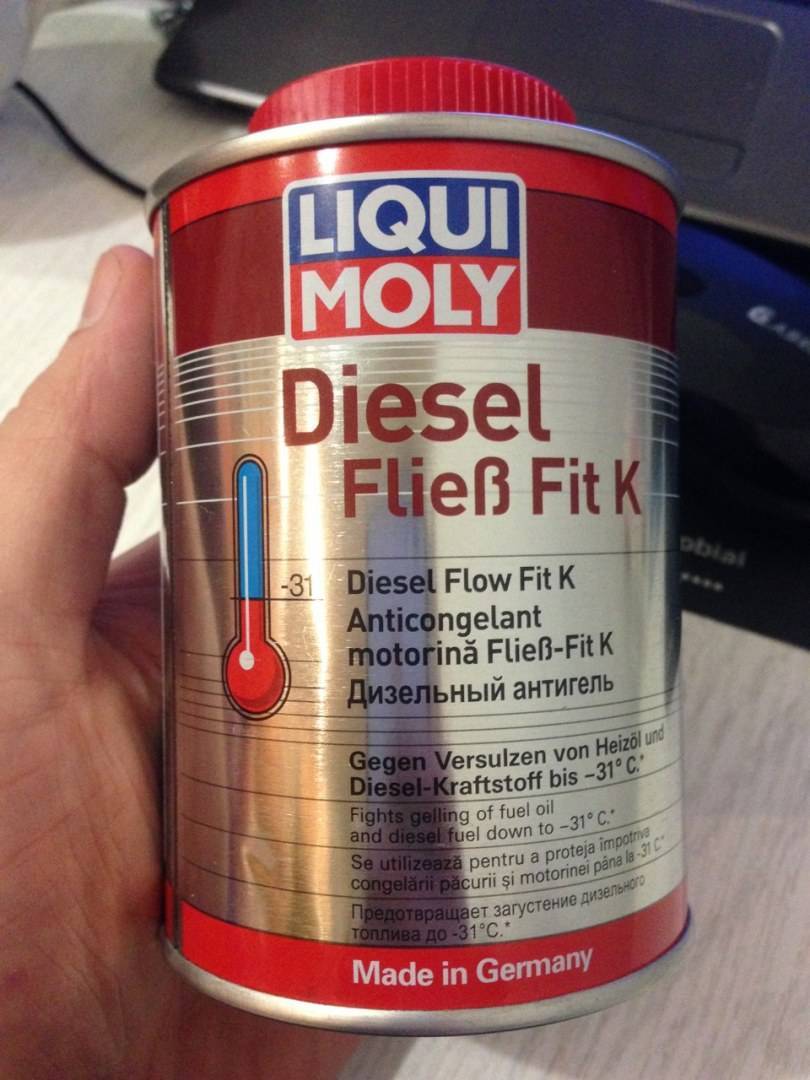 LIQUI
MOLY
Diesel
Fließ Fit K
-31
Diesel Flow Fit K
Anticongelant
motorină Fließ-Fit K
Дизельный антигель
Gegen Versulzen von Heizöl und
Diesel-Kraftstoff bis –31° C.*
Fights gelling of fuel oil
and diesel fuel down to –31° C.*
Se utilizează pentru a proteja împotriva
congelării păcurii și motorinei până la -31 C°
Предотвращает загустение дизельного
топлива до -31°C.*
Made in Germany